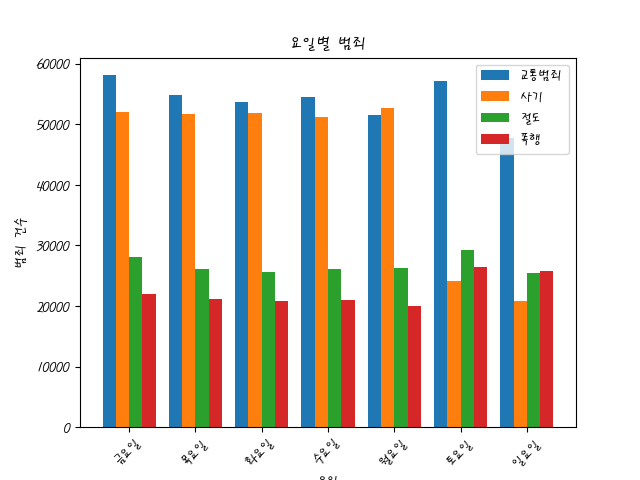 요일별 범죄
범죄 건수
60000
50000
40000
30000
20000
10000
0
교통범죄
사기
절도
폭행
금요일
목요일
화요일
수요일
월요일
토요일
일요일